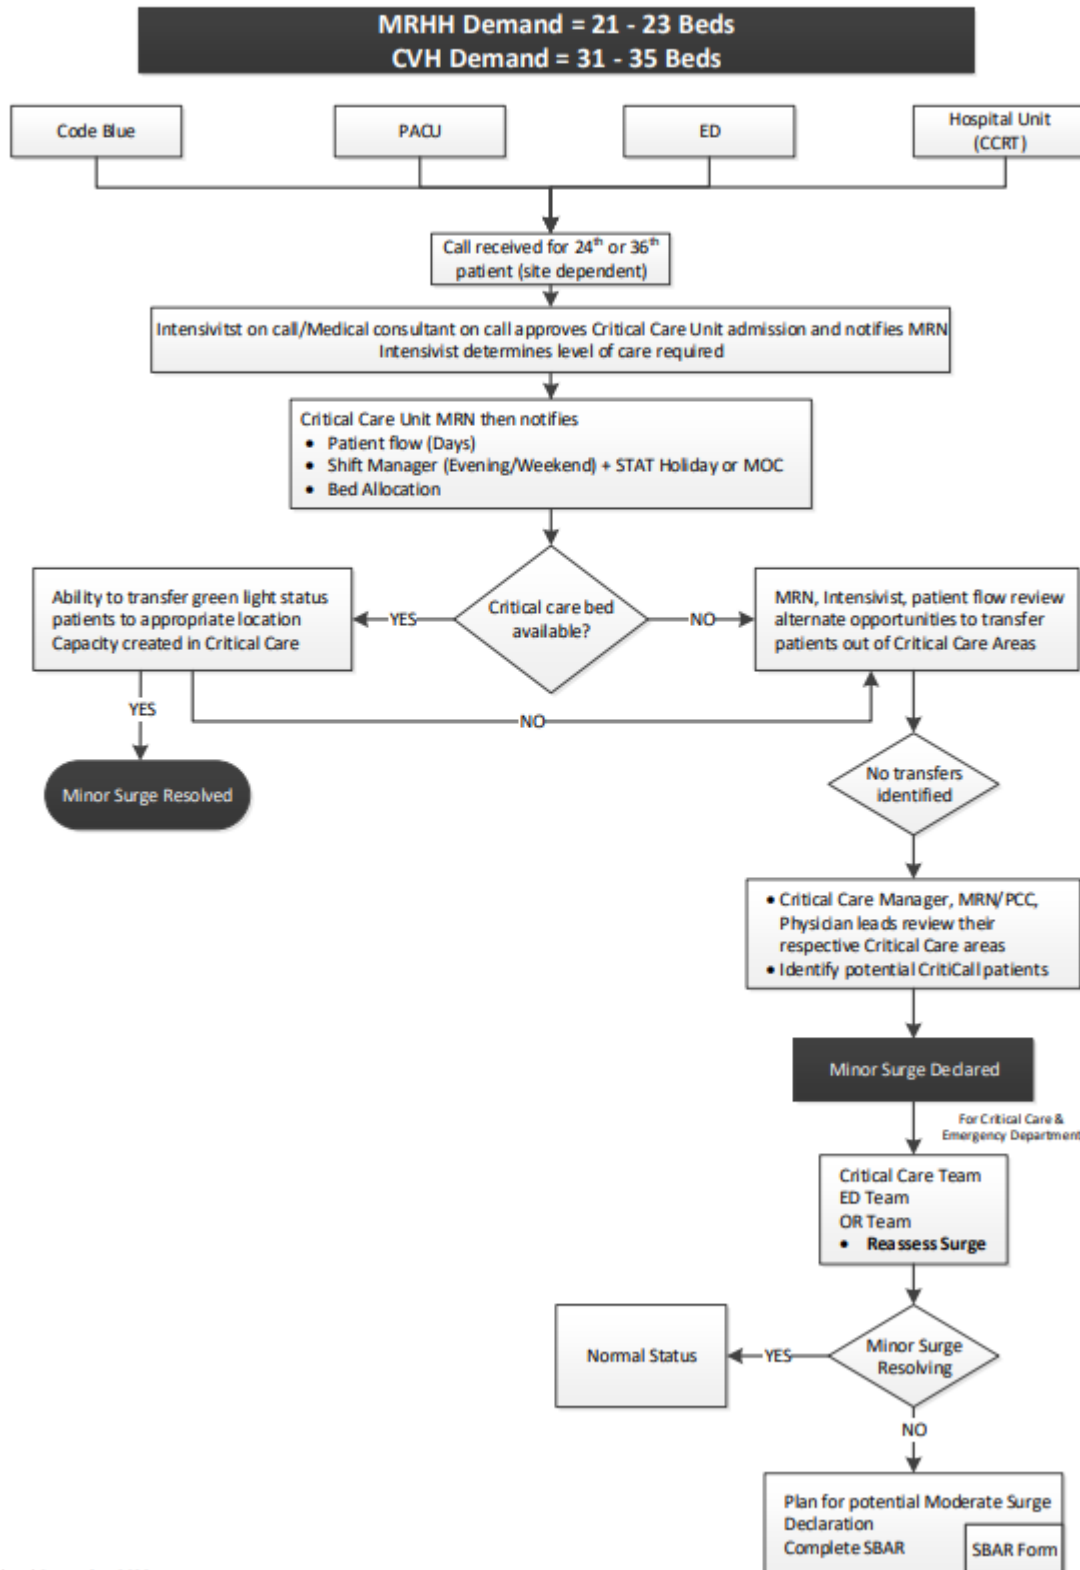 MRHH Demand = 21 - 23 Beds
CVH Demand = 31 - 35 Beds
Code Blue
PACU
ED
Hospital Unit
(CCRT)
Call received for 24th or 36th
patient (site dependent)
Intensivitst on call/Medical consultant on call approves Critical Care Unit admission and notifies MRN
Intensivist determines level of care required
Critical Care Unit MRN then notifies
• Patient flow (Days)
• Shift Manager (Evening/Weekend) + STAT Holiday or MOC
• Bed Allocation
Ability to transfer green light status
patients to appropriate location
Capacity created in Critical Care
YES
Critical care bed
available?
NO
MRN, Intensivist, patient flow review
alternate opportunities to transfer
patients out of Critical Care Areas
YES
NO
Minor Surge Resolved
No transfers
identified
• Critical Care Manager, MRN/PCC,
Physician leads review their
respective Critical Care areas
• Identify potential CritiCall patients
Minor Surge Declared
For Critical Care &
Emergency Department
Critical Care Team
ED Team
OR Team
• Reassess Surge
Normal Status
YES
Minor Surge
Resolving
NO
Plan for potential Moderate Surge
Declaration
Complete SBAR
SBAR Form